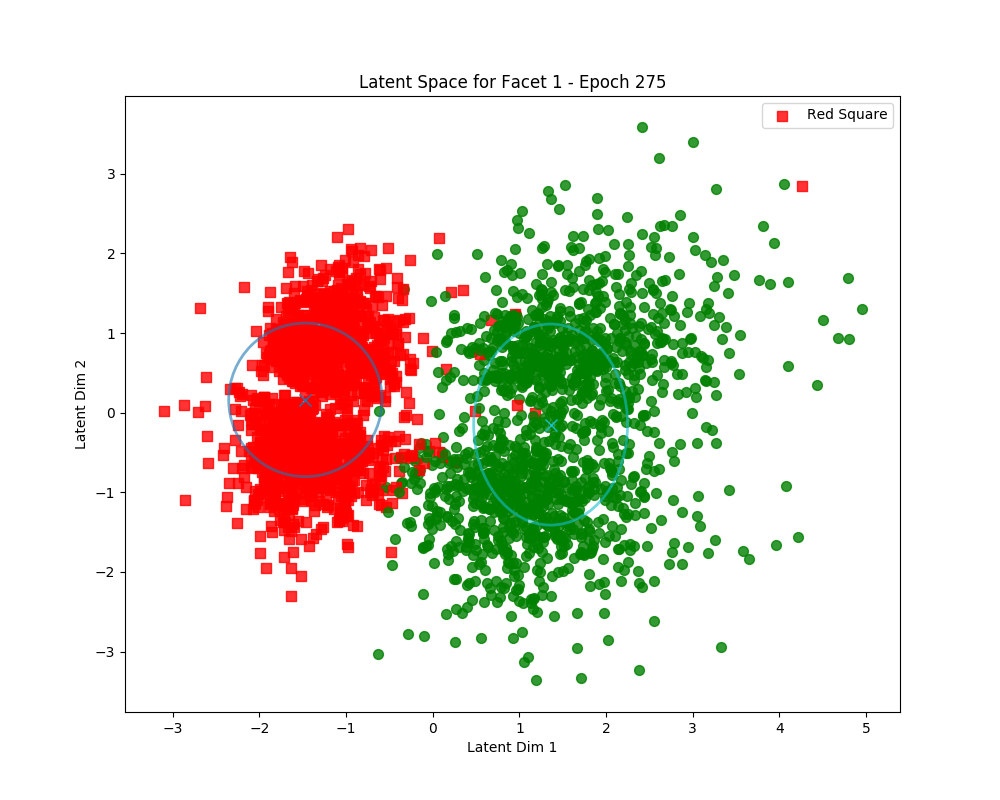 Latent Space for Facet 1 - Epoch 275
Red Square
Latent Dim 2
3
2
1
0
−1
−2
−3
−3 −2 −1 0 1 2 3 4 5
Latent Dim 1